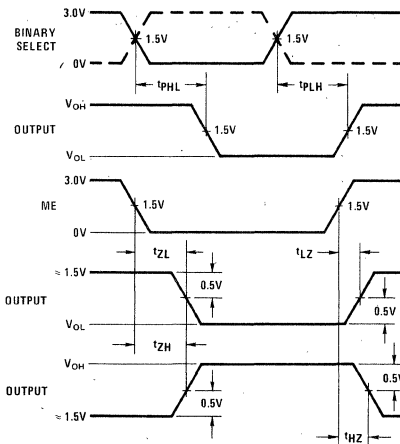 3.0V
BINARY SELECT
1.5V
1.5V
0V
tPHL
tPLH
VOH
OUTPUT
1.5V
1.5V
VOL
3.0V
ME
1.5V
1.5V
0V
tZL
tLZ
≈ 1.5V
0.5V
OUTPUT
0.5V
VOL
tZH
VOH
0.5V
OUTPUT
0.5V
≈ 1.5V
tHZ